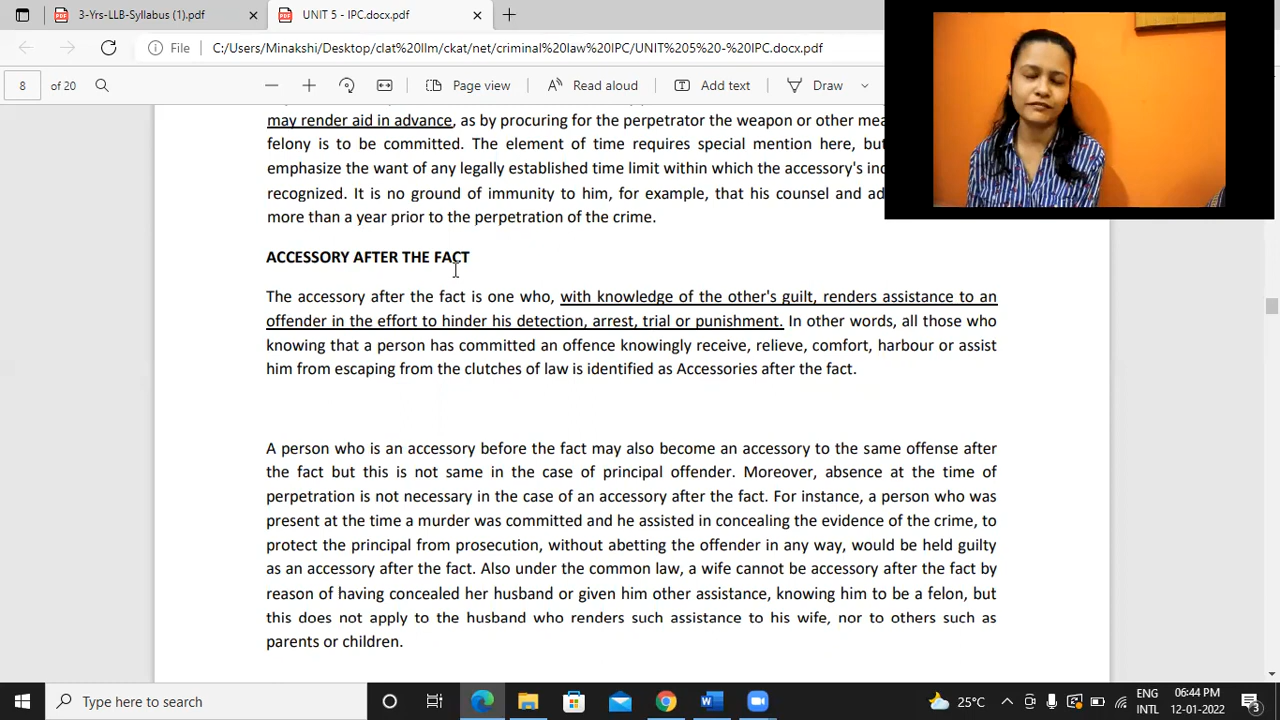 3-Yrs-LLB-Syllabus (1).pdf
UNIT 5 - IPC.docx.pdf
File
C:/Users/Minakshi/Desktop/clat%20llm/ckat/net/criminal%20law%20IPC/UNIT%205%20-%20IPC.docx.pdf
8 of 20
Page view
Read aloud
Add text
Draw
may render aid in advance, as by procuring for the perpetrator the weapon or other
felony is to be committed. The element of time requires special mention here,
emphasize the want of any legally established time limit within which the accessory's
recognized. It is no ground of immunity to him, for example, that his counsel and
more than a year prior to the perpetration of the crime.
ACCESSORY AFTER THE FACT
The accessory after the fact is one who, with knowledge of the other's guilt, renders assistance to an
offender in the effort to hinder his detection, arrest, trial or punishment. In other words, all those who
knowing that a person has committed an offence knowingly receive, relieve, comfort, harbour or assist
him from escaping from the clutches of law is identified as Accessories after the fact.
A person who is an accessory before the fact may also become an accessory to the same offense after
the fact but this is not same in the case of principal offender. Moreover, absence at the time of
perpetration is not necessary in the case of an accessory after the fact. For instance, a person who was
present at the time a murder was committed and he assisted in concealing the evidence of the crime, to
protect the principal from prosecution, without abetting the offender in any way, would be held guilty
as an accessory after the fact. Also under the common law, a wife cannot be accessory after the fact by
reason of having concealed her husband or given him other assistance, knowing him to be a felon, but
this does not apply to the husband who renders such assistance to his wife, nor to others such as
parents or children.
Type here to search
25°C
ENG
INTL
06:44 PM
12-01-2022
3